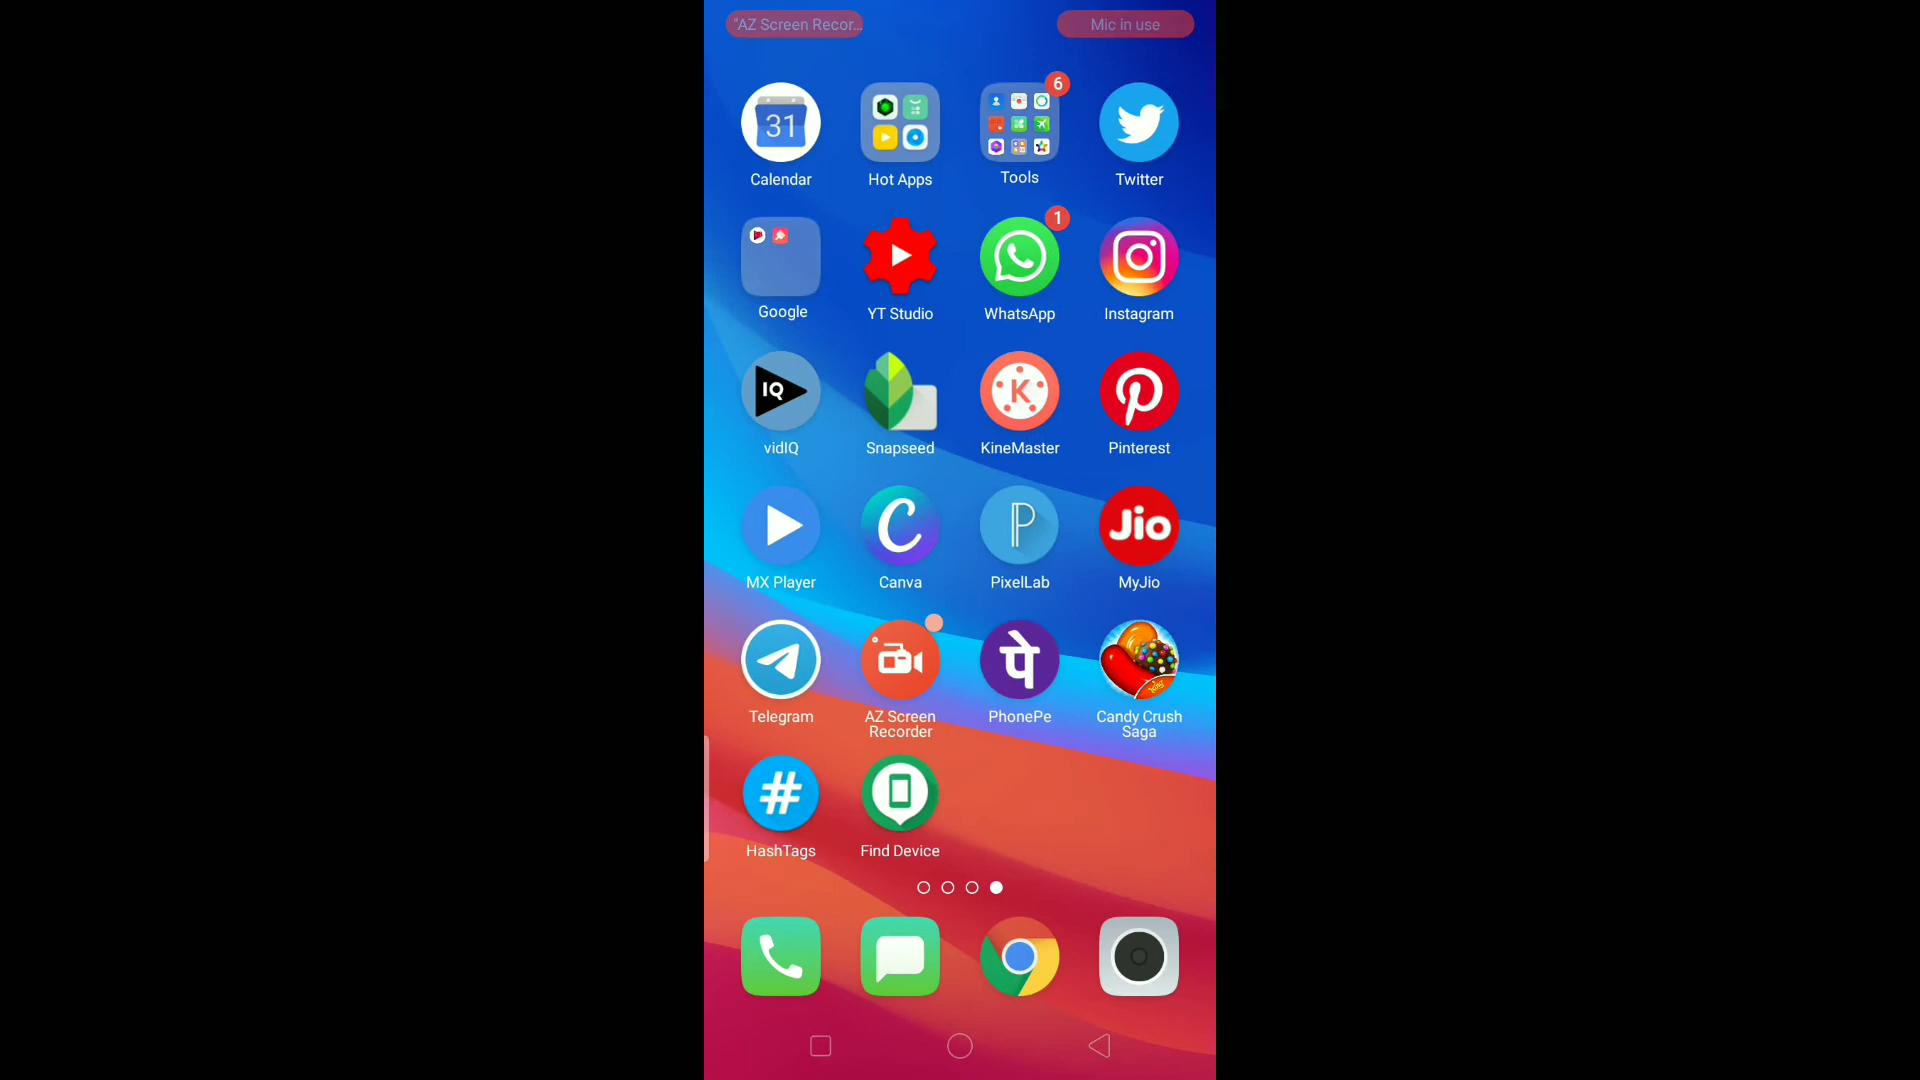 "AZ Screen Recor... Mic in use
6
31
Calendar Hot Apps Tools Twitter
1
Google YT Studio WhatsApp Instagram
IQ K
vidIQ Snapseed KineMaster Pinterest
C P Jio
MX Player Canva PixelLab MyJio
पे
Telegram AZ Screen Recorder PhonePe Candy Crush Saga
#
HashTags Find Device